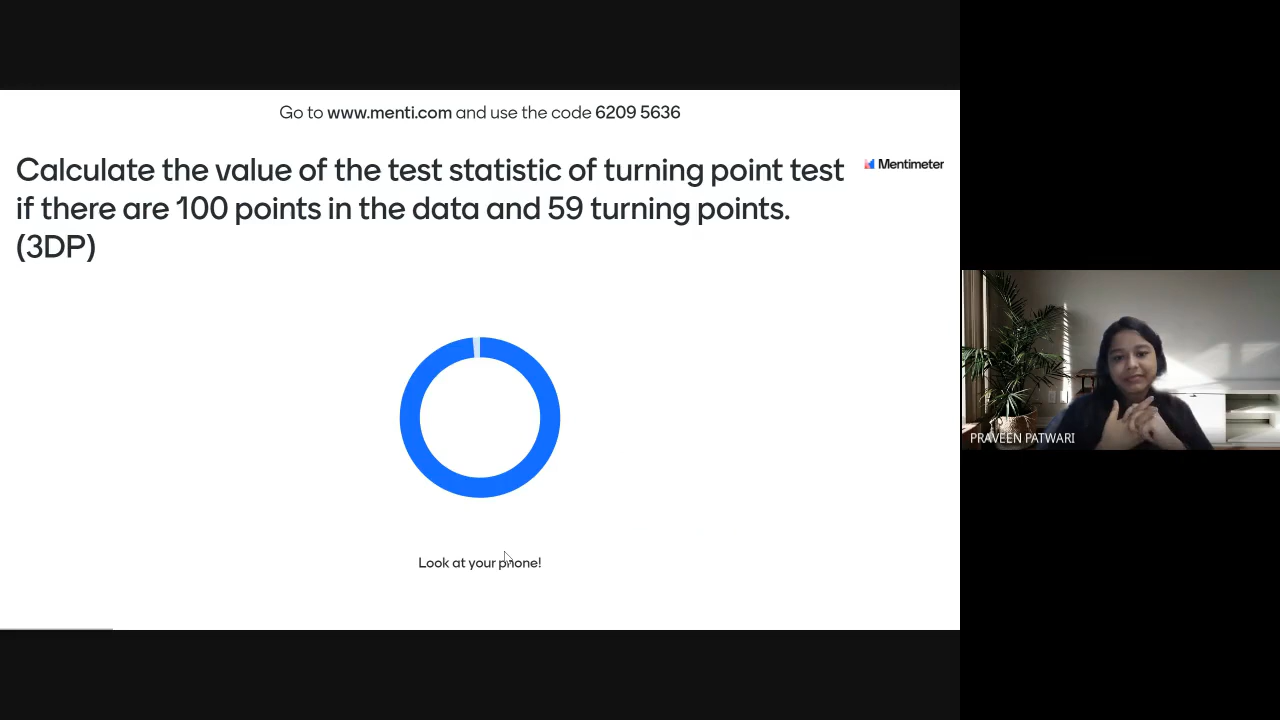 Go to www.menti.com and use the code 6209 5636
Calculate the value of the test statistic of turning point test
if there are 100 points in the data and 59 turning points.
(3DP)
Mentimeter
Look at your phone!
PRAVEEN PATWARI